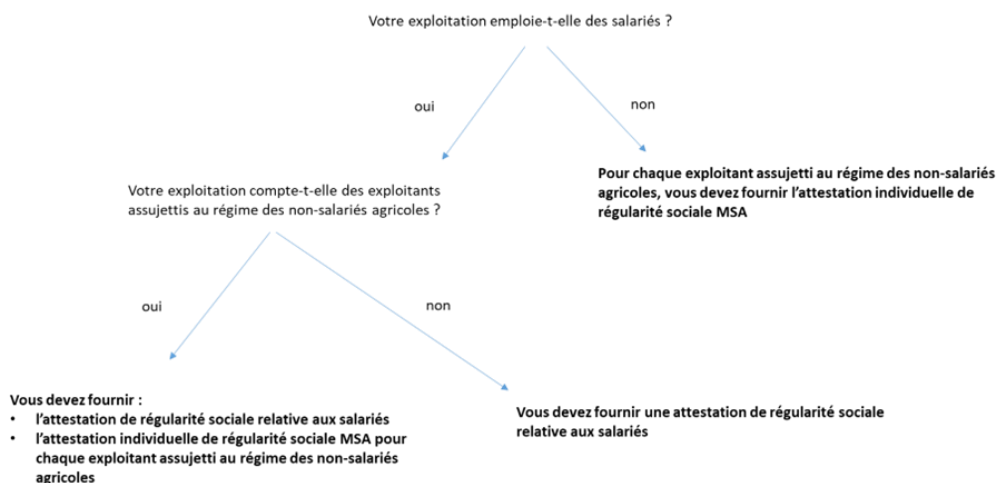 Votre exploitation emploie-t-elle des salariés ?
oui
non
Pour chaque exploitant assujetti au régime des non-salariés
agricoles, vous devez fournir l’attestation individuelle de
régularité sociale MSA
Votre exploitation compte-t-elle des exploitants
assujettis au régime des non-salariés agricoles ?
oui
non
Vous devez fournir :
• l’attestation de régularité sociale relative aux salariés
• l’attestation individuelle de régularité sociale MSA pour
chaque exploitant assujetti au régime des non-salariés
agricoles
Vous devez fournir une attestation de régularité sociale
relative aux salariés